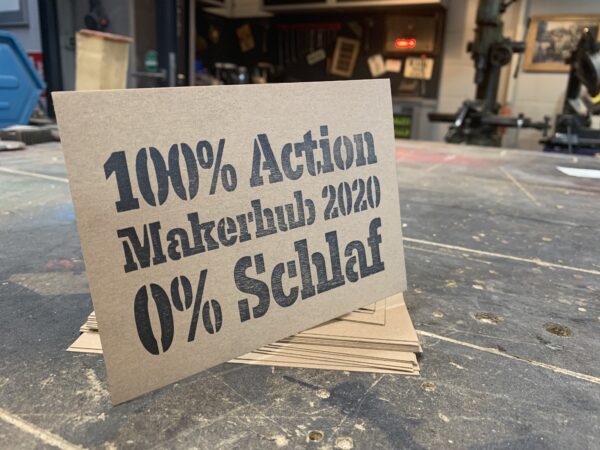 100% Action
Makerhub 2020
0% Schlaf